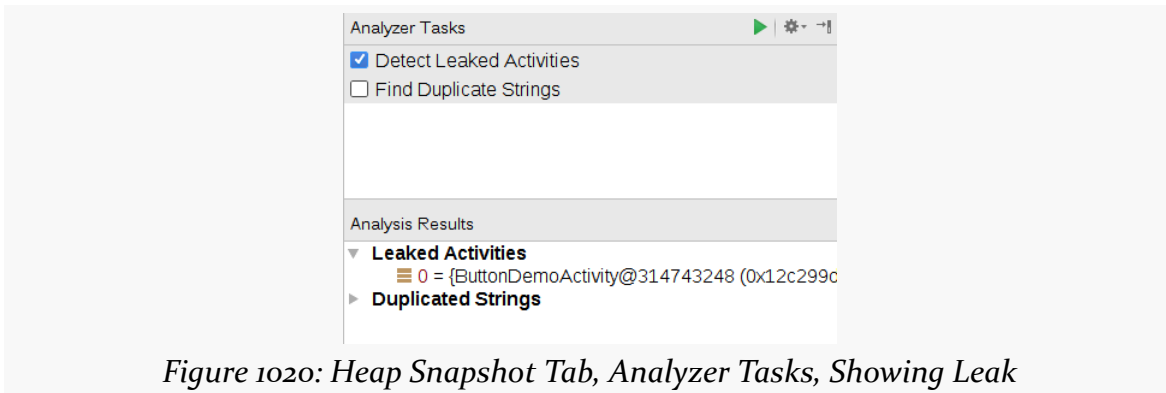 Analyzer Tasks
Detect Leaked Activities
Find Duplicate Strings
Analysis Results
Leaked Activities
0 = {ButtonDemoActivity@314743248 (0x12c299d
Duplicated Strings
Figure 1020: Heap Snapshot Tab, Analyzer Tasks, Showing Leak